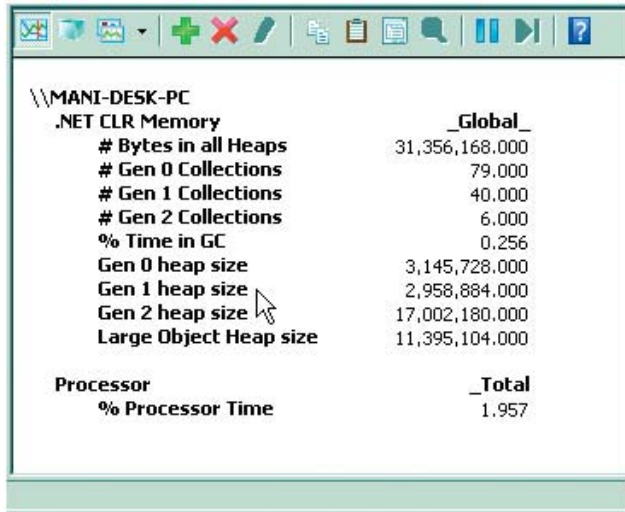 \\MANI-DESK-PC
.NET CLR Memory _Global_
# Bytes in all Heaps 31,356,168.000
# Gen 0 Collections 79.000
# Gen 1 Collections 40.000
# Gen 2 Collections 6.000
% Time in GC 0.256
Gen 0 heap size 3,145,728.000
Gen 1 heap size 2,958,884.000
Gen 2 heap size 17,002,180.000
Large Object Heap size 11,395,104.000
Processor _Total
% Processor Time 1.957